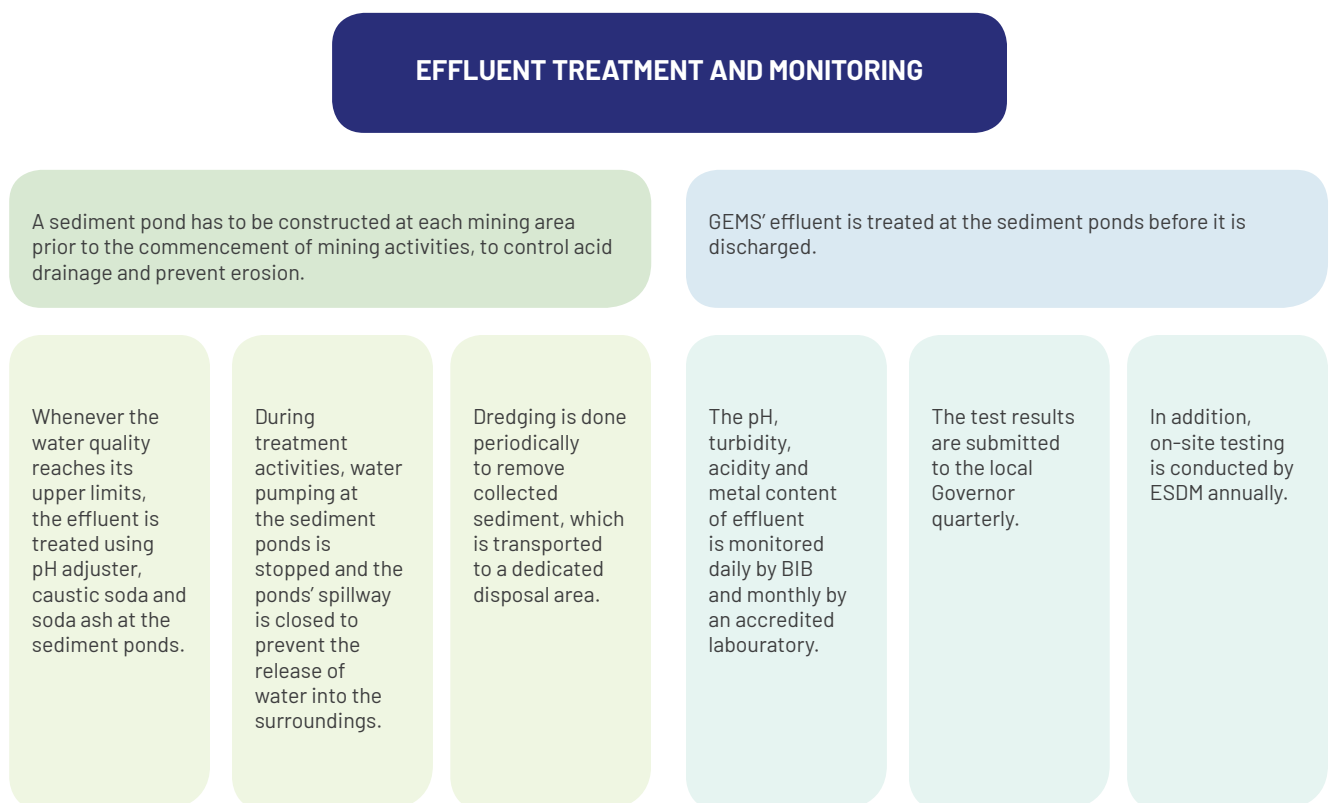 EFFLUENT TREATMENT AND MONITORING
A sediment pond has to be constructed at each mining area
prior to the commencement of mining activities, to control acid
drainage and prevent erosion.
GEMS’ effluent is treated at the sediment ponds before it is
discharged.
Whenever the
water quality
reaches its
upper limits,
the effluent is
treated using
pH adjuster,
caustic soda and
soda ash at the
sediment ponds.
During
treatment
activities, water
pumping at
the sediment
ponds is
stopped and the
ponds’ spillway
is closed to
prevent the
release of
water into the
surroundings.
Dredging is done
periodically
to remove
collected
sediment, which
is transported
to a dedicated
disposal area.
The pH,
turbidity,
acidity and
metal content
of effluent
is monitored
daily by BIB
and monthly by
an accredited
labouratory.
The test results
are submitted
to the local
Governor
quarterly.
In addition,
on-site testing
is conducted by
ESDM annually.